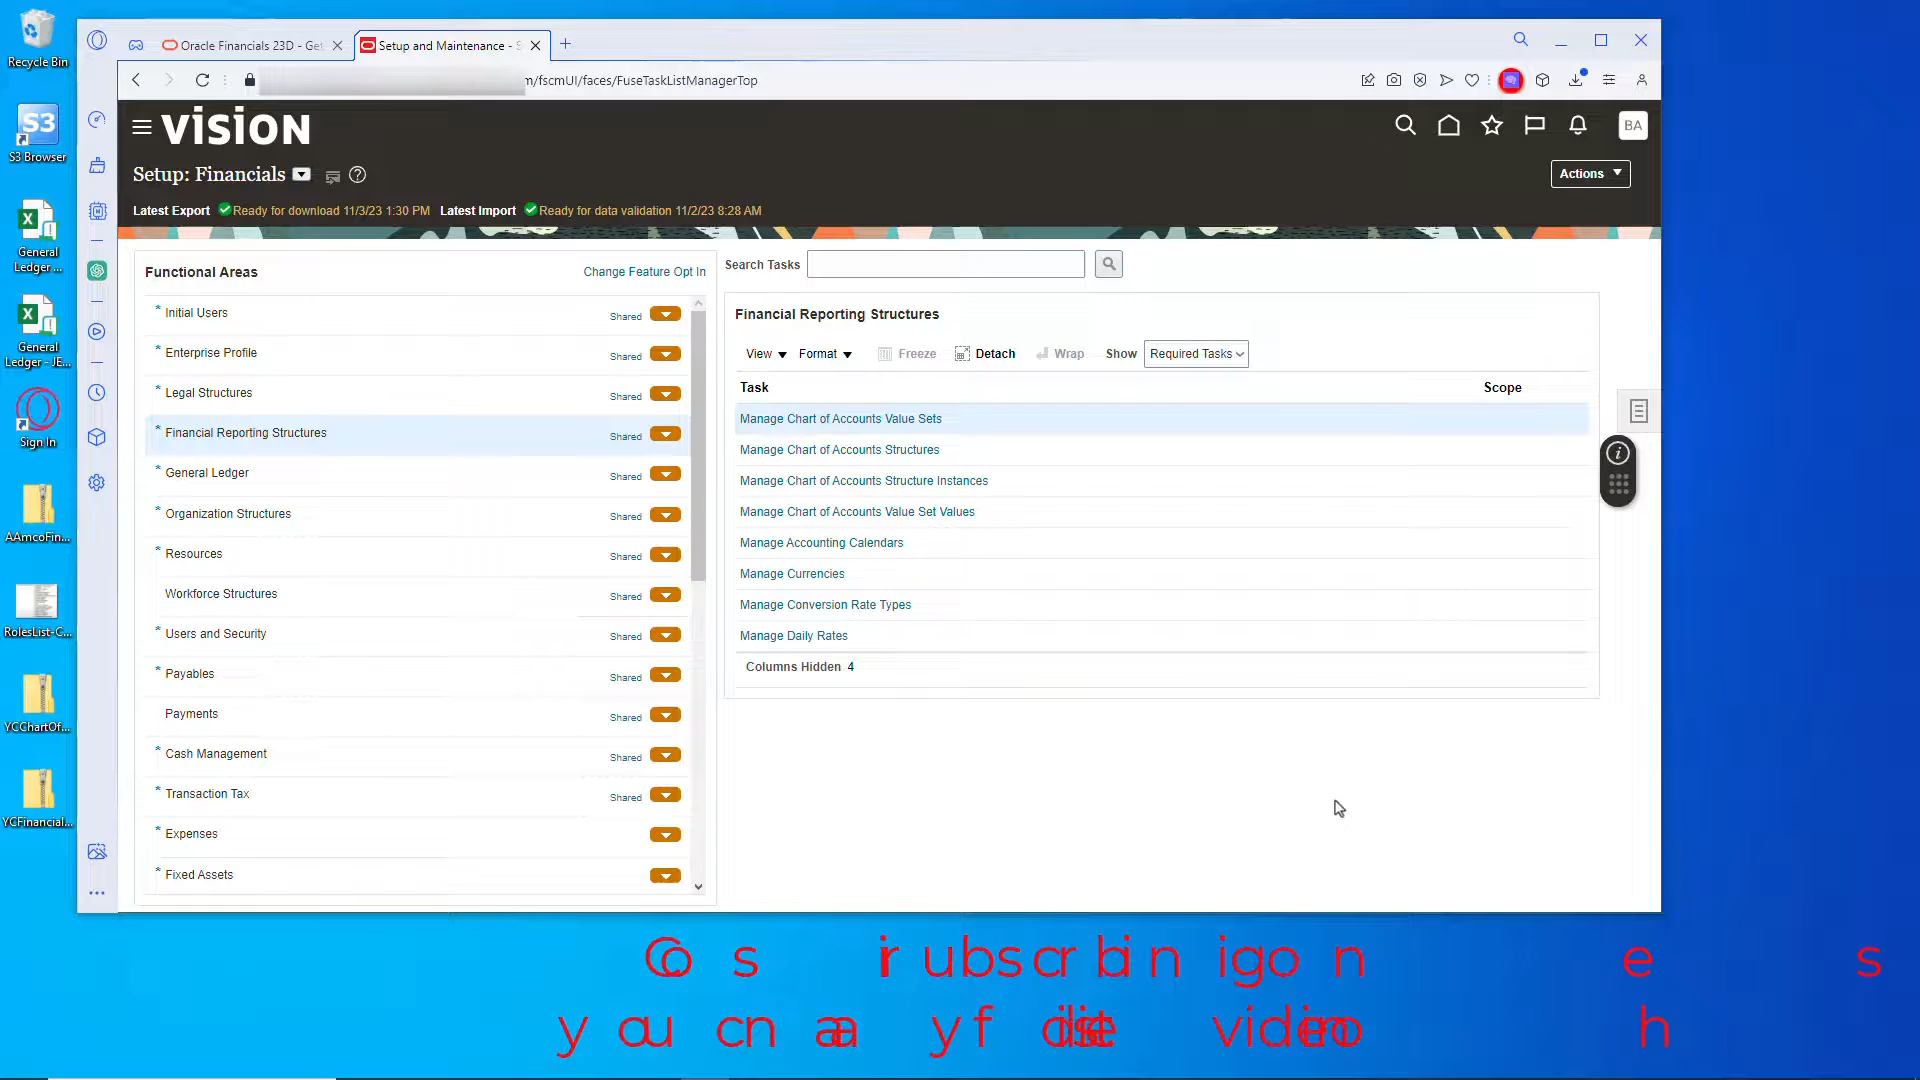 Recycle Bin
S3 Browser
General
Ledger ...
General
Ledger - JE...
Sign In
AAmcoFin...
RolesList-C...
YCChartOf...
YCFinancial...
Oracle Financials 23D - Get
Setup and Maintenance - S
n/fscmUI/faces/FuseTaskListManagerTop
VISION
BA
Setup: Financials
Actions
Latest Export Ready for download 11/3/23 1:30 PM Latest Import Ready for data validation 11/2/23 8:28 AM
Functional Areas
Change Feature Opt In
* Initial Users Shared
* Enterprise Profile Shared
* Legal Structures Shared
* Financial Reporting Structures Shared
* General Ledger Shared
* Organization Structures Shared
* Resources Shared
Workforce Structures Shared
* Users and Security Shared
* Payables Shared
Payments Shared
* Cash Management Shared
* Transaction Tax Shared
* Expenses
* Fixed Assets
Search Tasks
Financial Reporting Structures
View Format Freeze Detach Wrap Show Required Tasks
Task Scope
Manage Chart of Accounts Value Sets
Manage Chart of Accounts Structures
Manage Chart of Accounts Structure Instances
Manage Chart of Accounts Value Set Values
Manage Accounting Calendars
Manage Currencies
Manage Conversion Rate Types
Manage Daily Rates
Columns Hidden 4